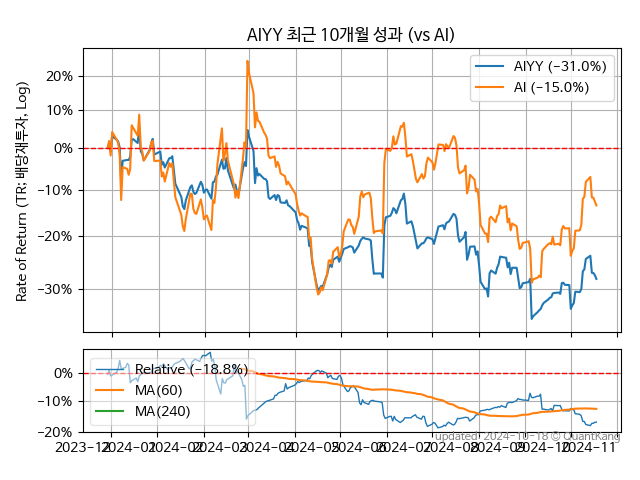 AIYY 최근 10개월 성과 (vs AI)
Rate of Return (TR: 배당재투자, Log)
20%
10%
0%
−10%
−20%
−30%
AIYY (−31.0%)
AI (−15.0%)
0%
−10%
−20%
Relative (−18.8%)
MA(60)
MA(240)
2023−12
2024−01
2024−01
2024−02
2024−03
2024−04
2024−05
2024−06
2024−07
2024−08
2024−09
2024−10
2024−11
updated: 2024−10−18 © QuantKang